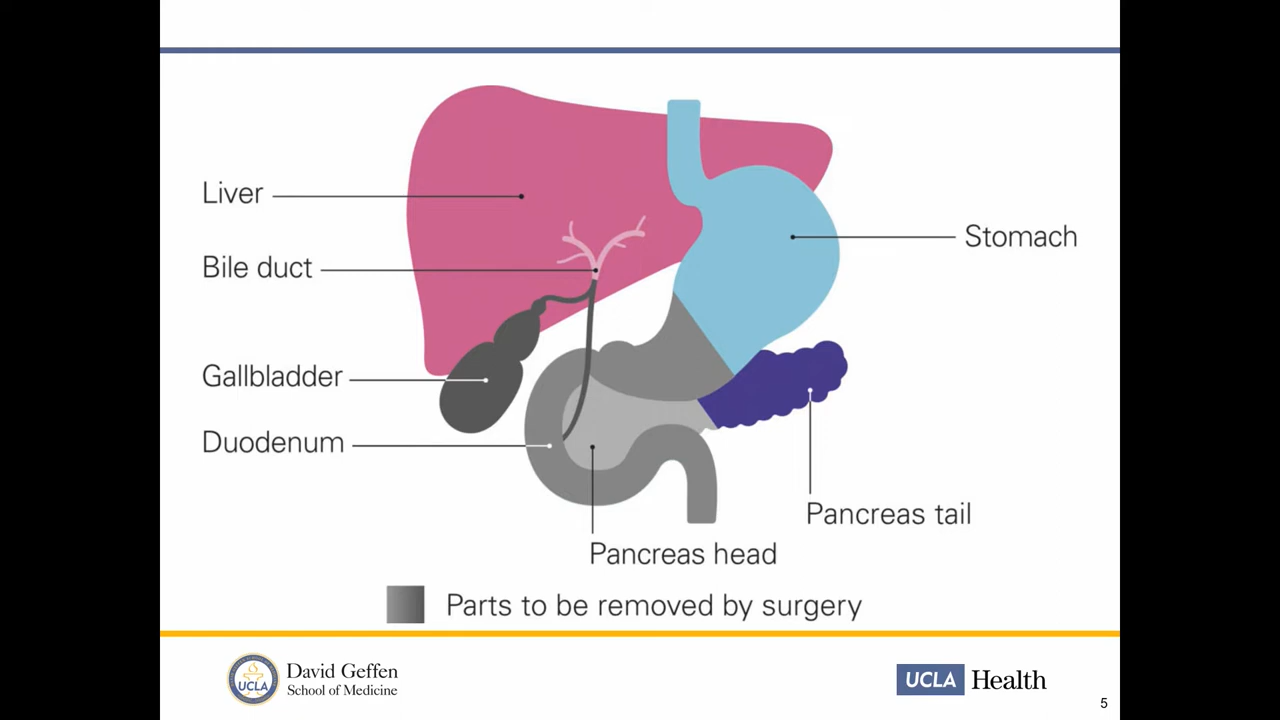 Liver
Bile duct
Stomach
Gallbladder
Duodenum
Pancreas tail
Pancreas head
Parts to be removed by surgery
UCLA
David Geffen
School of Medicine
UCLA Health
5